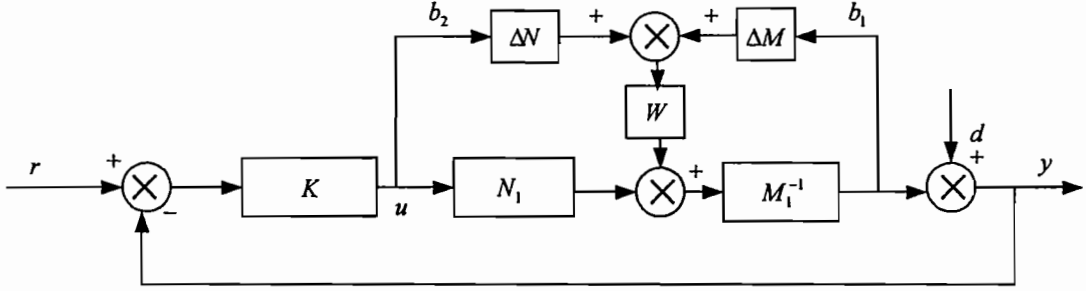 b₂ ΔN + + ΔM b₁
W
r + K u N₁ + M₁⁻¹ d + y
−